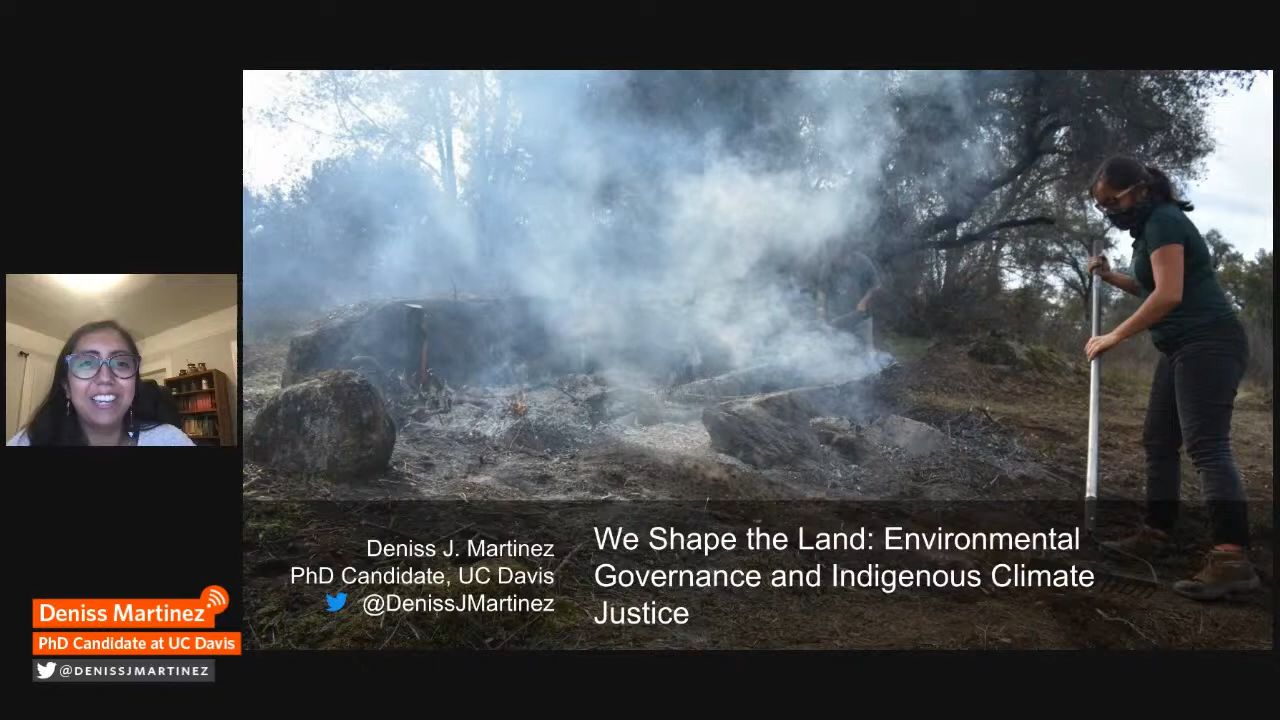 Deniss J. Martinez
PhD Candidate, UC Davis
@DenissJMartinez
We Shape the Land: Environmental
Governance and Indigenous Climate
Justice
Deniss Martinez
PhD Candidate at UC Davis
@DENISSJMARTINEZ